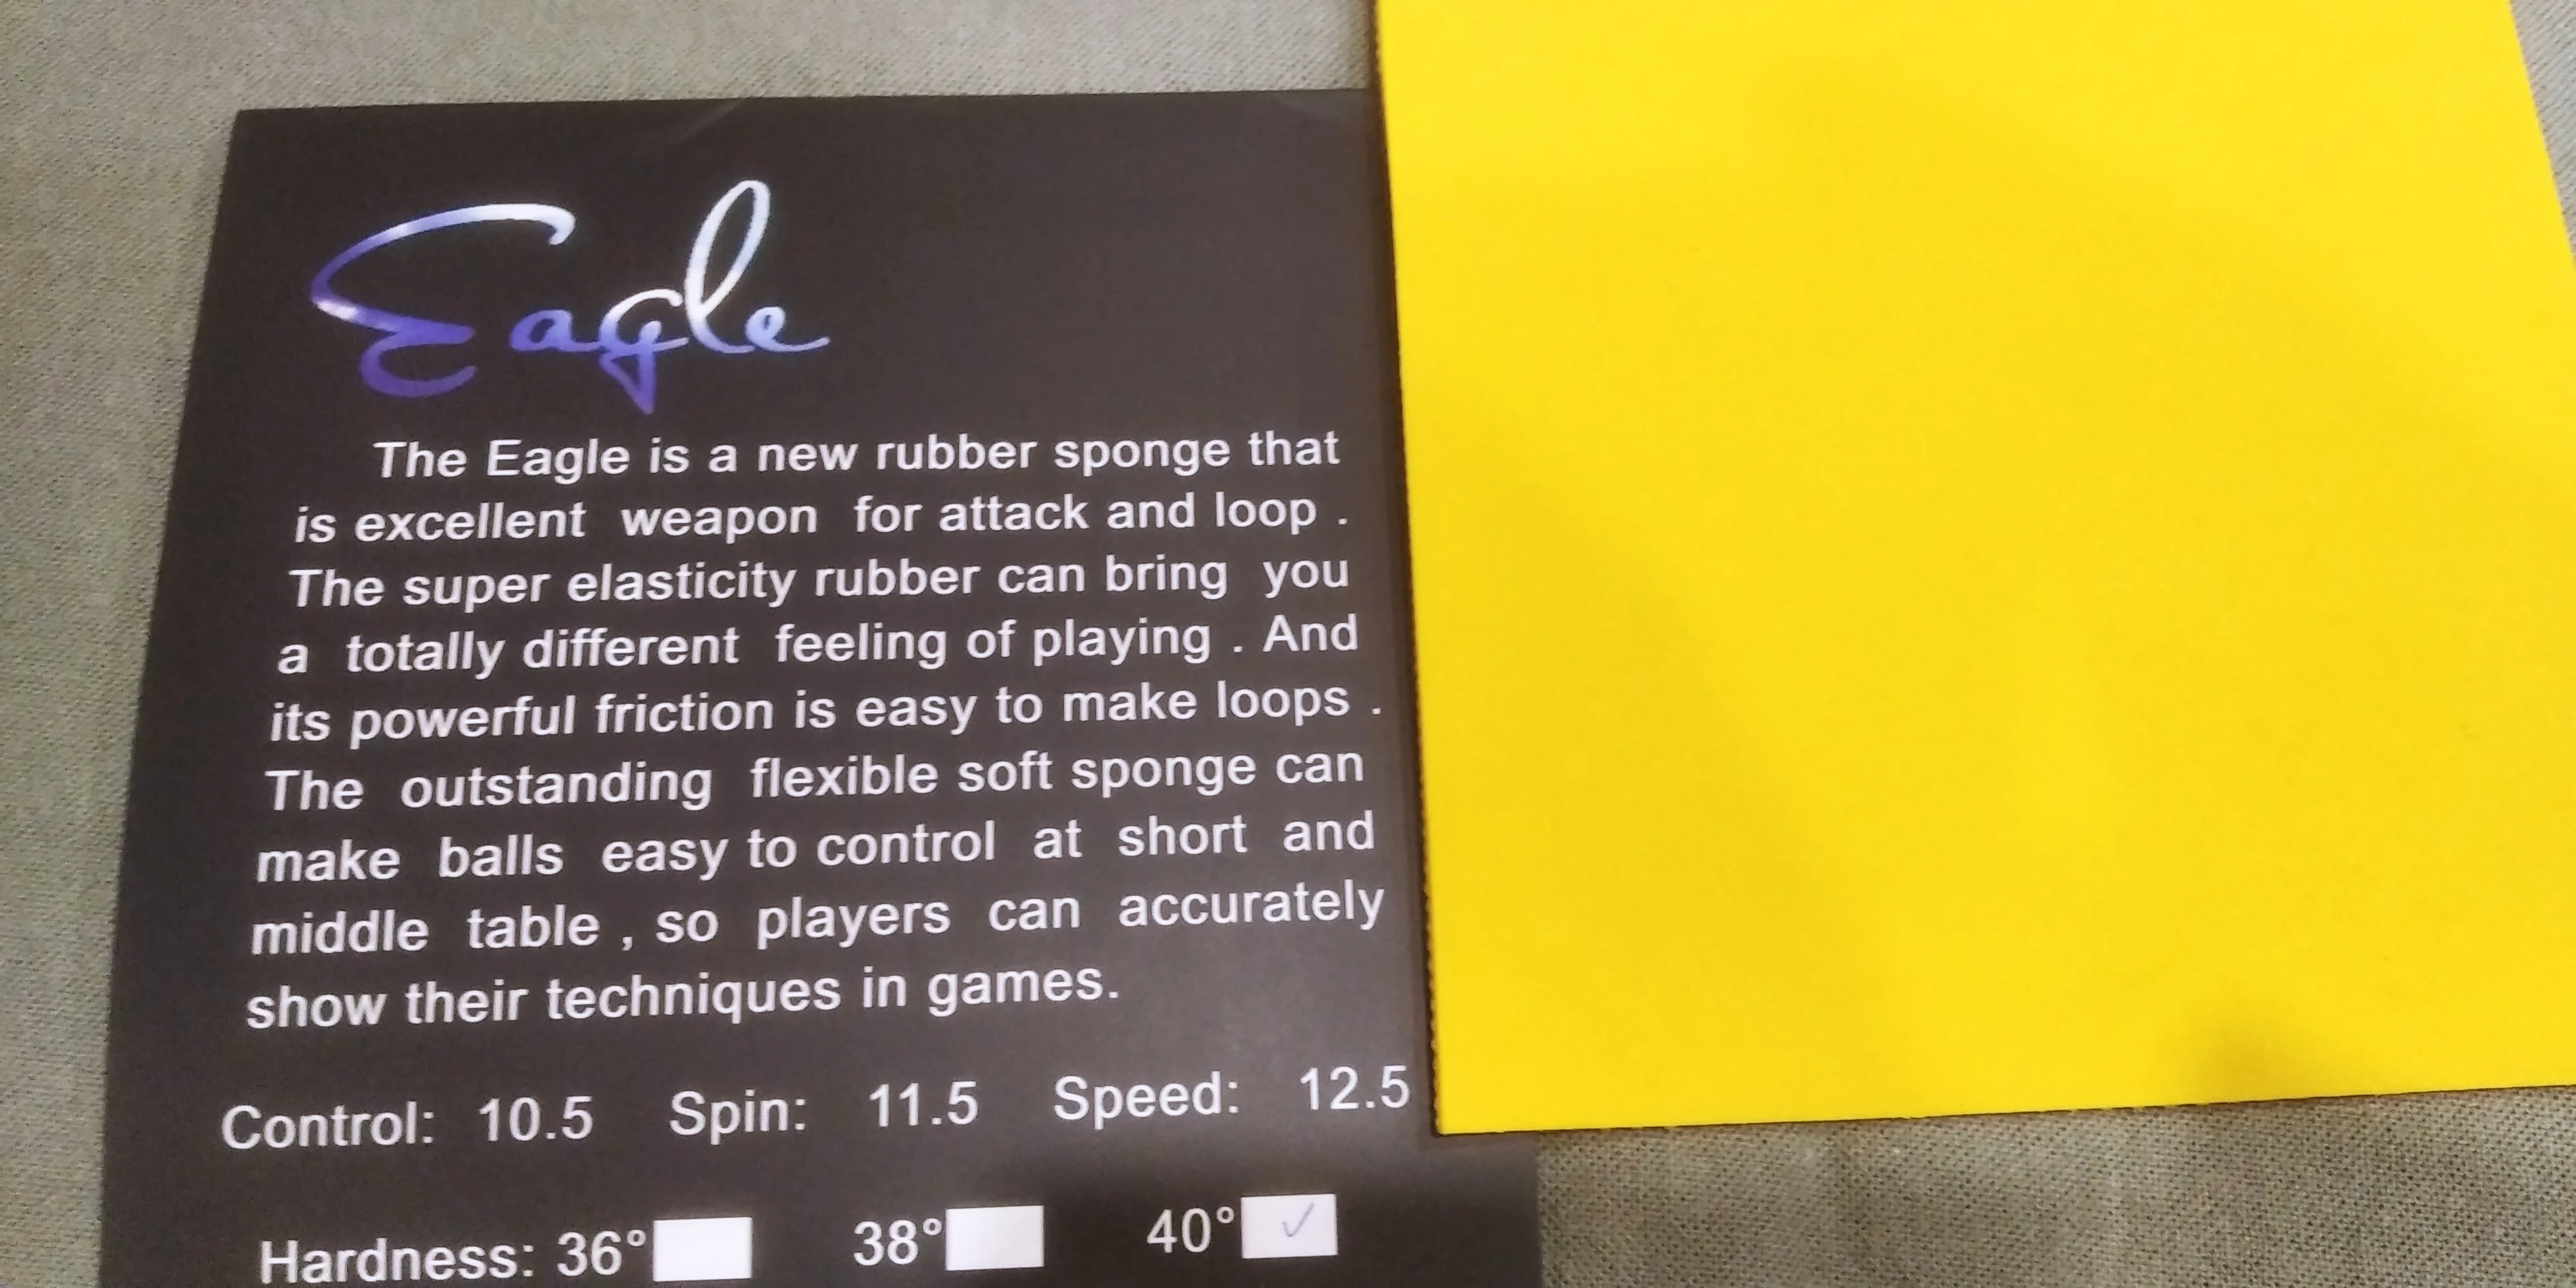 Eagle
The Eagle is a new rubber sponge that
is excellent weapon for attack and loop .
The super elasticity rubber can bring you
a totally different feeling of playing . And
its powerful friction is easy to make loops .
The outstanding flexible soft sponge can
make balls easy to control at short and
middle table , so players can accurately
show their techniques in games.
Control: 10.5 Spin: 11.5 Speed: 12.5
Hardness: 36° 38° 40° ✓